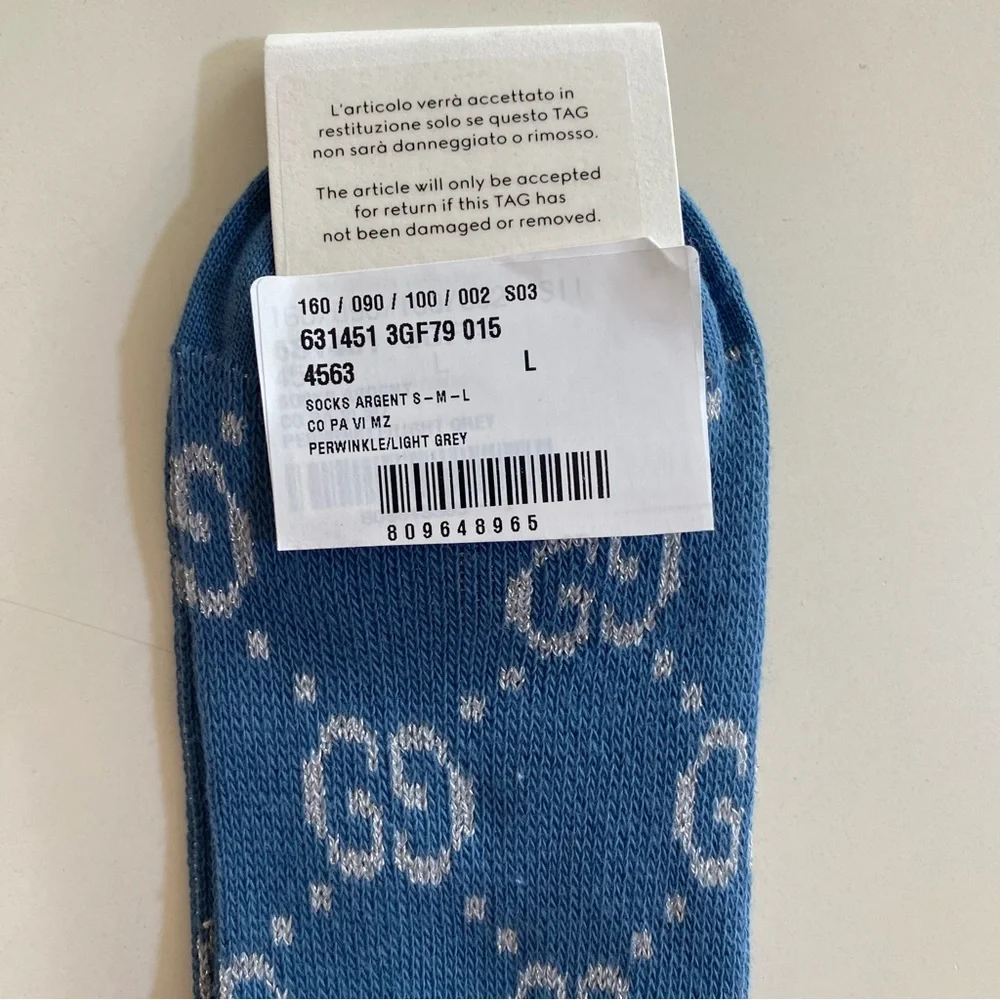 L'articolo verrà accettato in
restituzione solo se questo TAG
non sarà danneggiato o rimosso.
The article will only be accepted
for return if this TAG has
not been damaged or removed.
160 / 090 / 100 / 002 S03
631451 3GF79 015
4563 L
SOCKS ARGENT S-M-L
CO PA VI MZ
PERWINKLE/LIGHT GREY
809648965
GG
GG
G
G